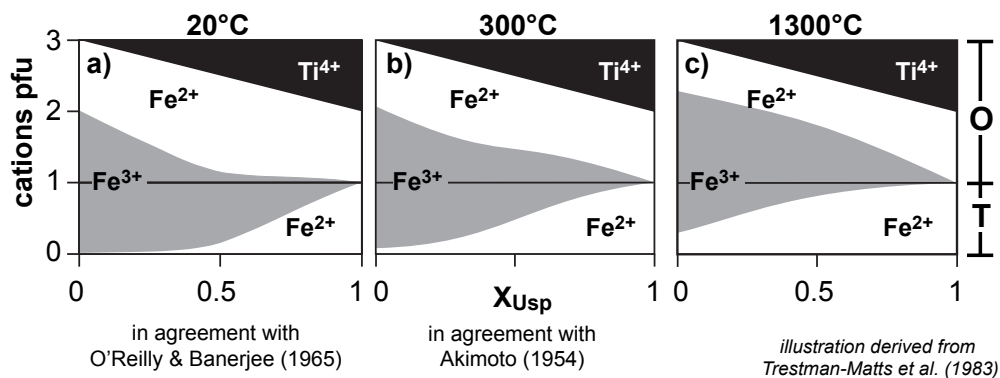 20°C
300°C
1300°C
cations pfu
3
2
1
0
a)
Ti⁴⁺
Fe²⁺
Fe³⁺
Fe²⁺
b)
Ti⁴⁺
Fe²⁺
Fe³⁺
Fe²⁺
c)
Ti⁴⁺
Fe²⁺
Fe³⁺
Fe²⁺
O
T
0 0.5 1
0 X_Usp 1
0 0.5 1
in agreement with
O'Reilly & Banerjee (1965)
in agreement with
Akimoto (1954)
illustration derived from
Trestman-Matts et al. (1983)